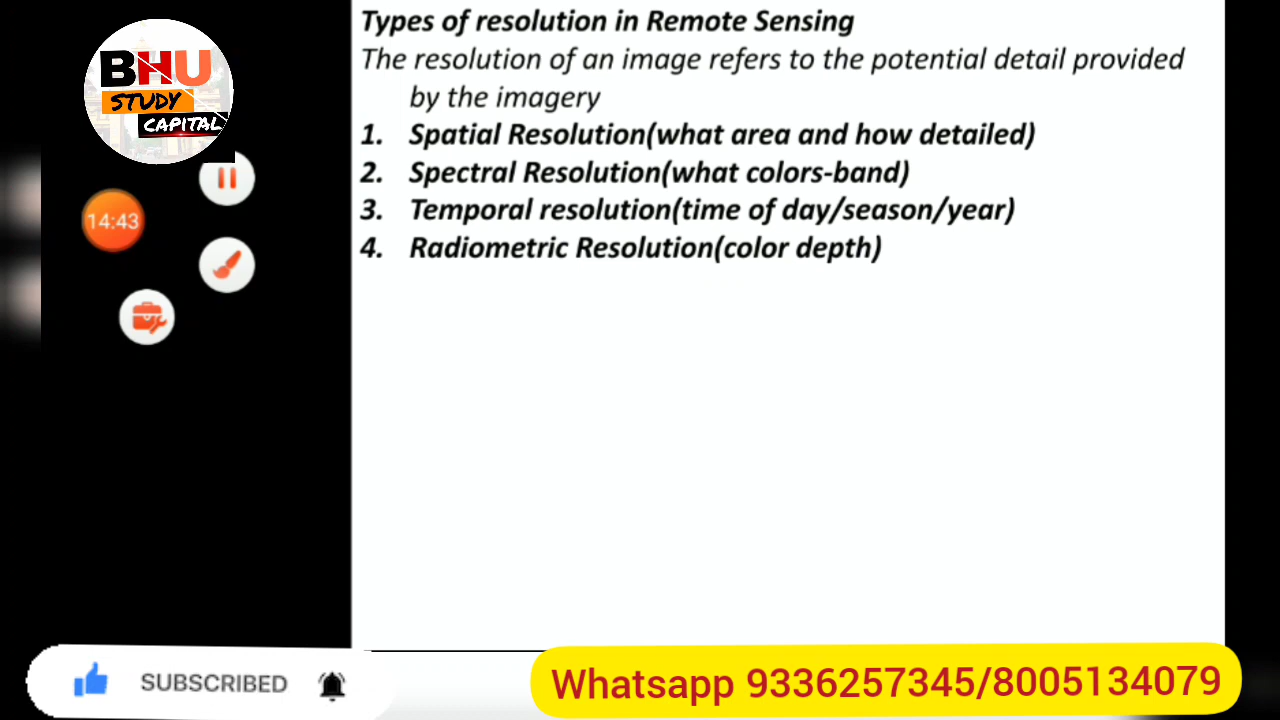 Types of resolution in Remote Sensing
The resolution of an image refers to the potential detail provided
by the imagery
1. Spatial Resolution(what area and how detailed)
2. Spectral Resolution(what colors-band)
3. Temporal resolution(time of day/season/year)
4. Radiometric Resolution(color depth)
BHU
STUDY
CAPITAL
14:43
SUBSCRIBED
Whatsapp 9336257345/8005134079